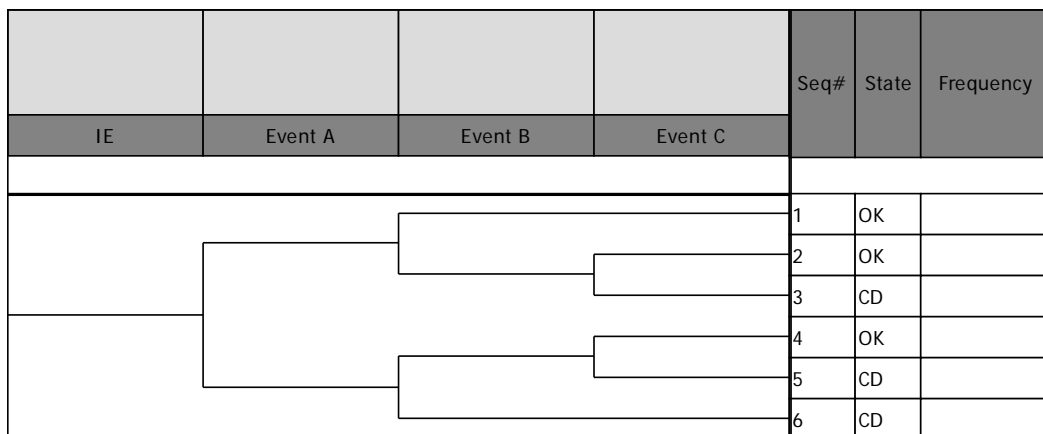 Seq# State Frequency
IE Event A Event B Event C
1 OK
2 OK
3 CD
4 OK
5 CD
6 CD